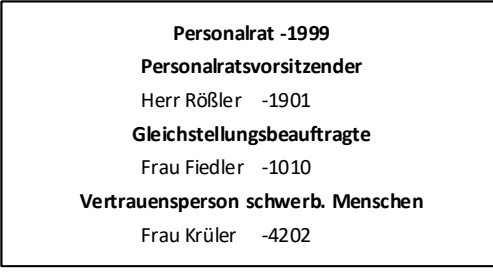 Personalrat -1999
Personalratsvorsitzender
Herr Rößler -1901
Gleichstellungsbeauftragte
Frau Fiedler -1010
Vertrauensperson schwerb. Menschen
Frau Krüler -4202